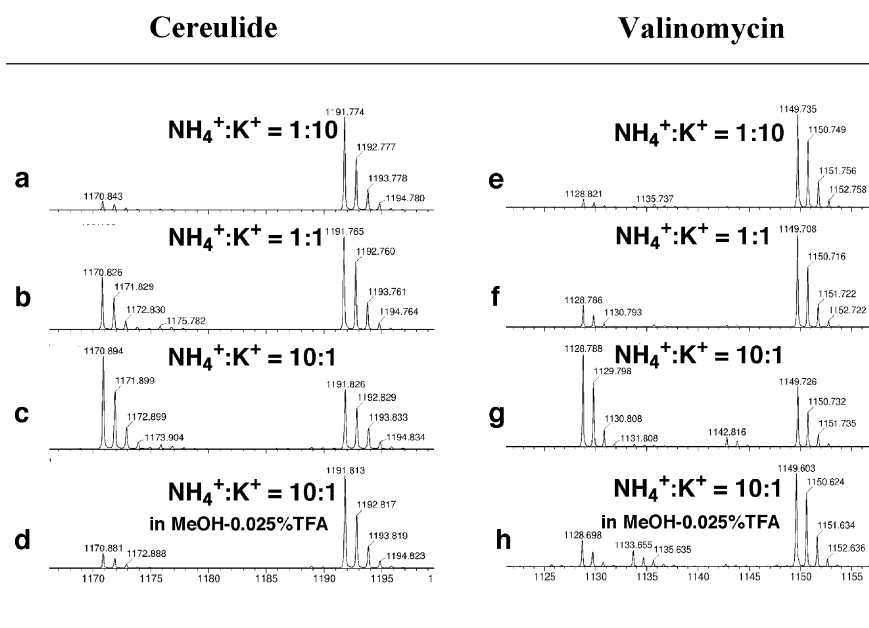 Cereulide
Valinomycin
a
NH4+:K+ = 1:10
1170.843
1191.774
1192.777
1193.778
1194.780
e
NH4+:K+ = 1:10
1128.821
1135.737
1149.735
1150.749
1151.756
1152.758
b
NH4+:K+ = 1:1
1170.826
1171.829
1172.830
1175.782
1191.765
1192.760
1193.761
1194.764
f
NH4+:K+ = 1:1
1128.786
1130.793
1149.708
1150.716
1151.722
1152.722
c
NH4+:K+ = 10:1
1170.894
1171.899
1172.899
1173.904
1191.826
1192.829
1193.833
1194.834
g
NH4+:K+ = 10:1
1128.788
1129.798
1130.808
1131.808
1142.816
1149.726
1150.732
1151.735
d
NH4+:K+ = 10:1
in MeOH-0.025%TFA
1170.881
1172.888
1191.813
1192.817
1193.819
1194.823
1170 1175 1180 1185 1190 1195 1
h
NH4+:K+ = 10:1
in MeOH-0.025%TFA
1128.698
1133.655
1135.635
1149.603
1150.624
1151.634
1152.636
1125 1130 1135 1140 1145 1150 1155